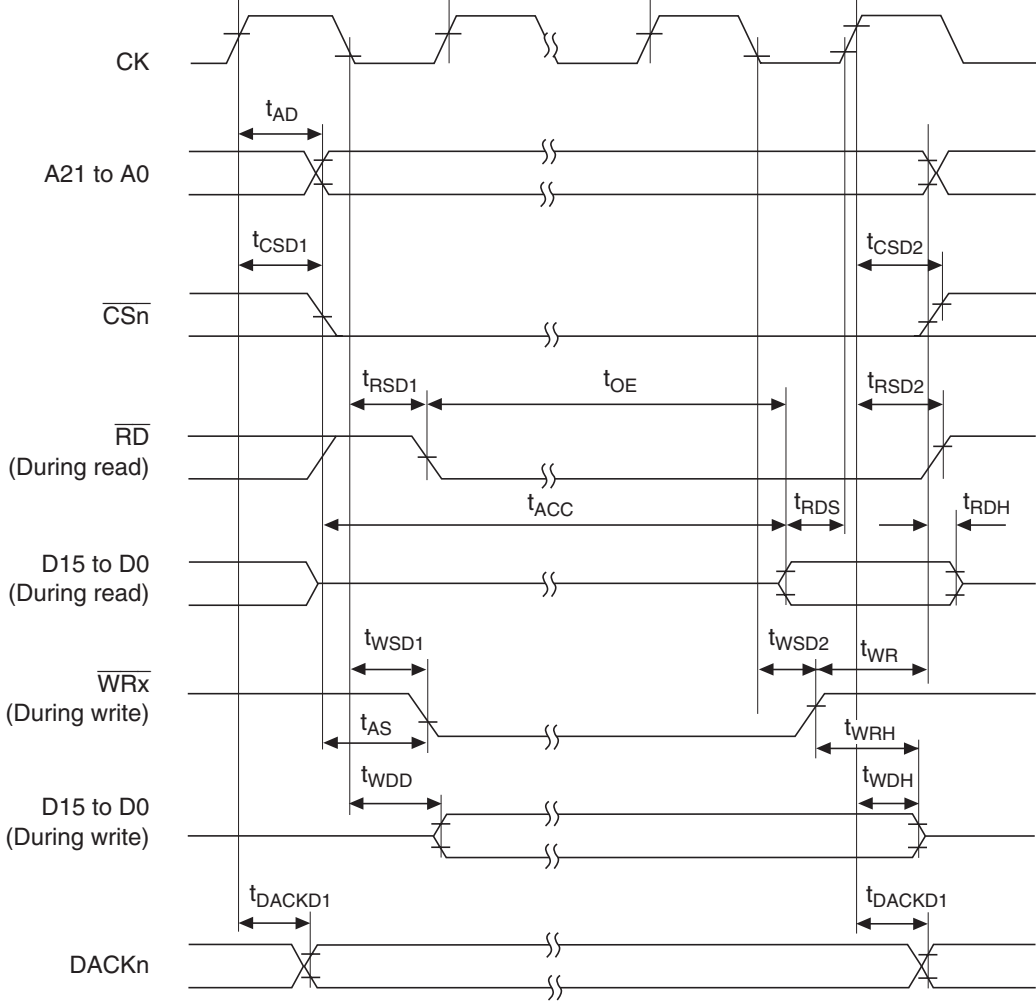 CK
tAD
A21 to A0
tCSD1
tCSD2
CSn
tRSD1
tOE
tRSD2
RD
(During read)
tACC
tRDS
tRDH
D15 to D0
(During read)
tWSD1
tWSD2
tWR
WRx
(During write)
tAS
tWRH
tWDD
tWDH
D15 to D0
(During write)
tDACKD1
tDACKD1
DACKn